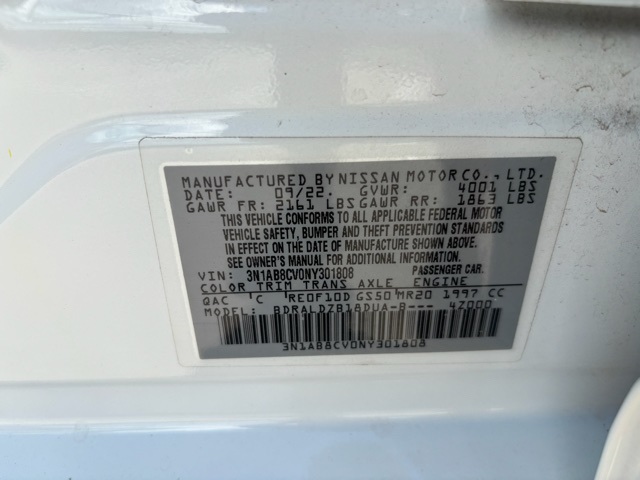 MANUFACTURED BY NISSAN MOTOR CO., LTD.
DATE: 09/22. GVWR: 4001 LBS
GAWR FR: 2161 LBS GAWR RR: 1863 LBS
THIS VEHICLE CONFORMS TO ALL APPLICABLE FEDERAL MOTOR
VEHICLE SAFETY, BUMPER AND THEFT PREVENTION STANDARDS
IN EFFECT ON THE DATE OF MANUFACTURE SHOWN ABOVE.
SEE OWNER'S MANUAL FOR ADDITIONAL INFORMATION.
VIN: 3N1AB8CV0NY301808 PASSENGER CAR.
COLOR TRIM TRANS AXLE ENGINE
QAC 'C RE0F10D GS50 MR20 1997 CC
MODEL: BDRALDZB18DUA-B--- 47000
3N1AB8CV0NY301808